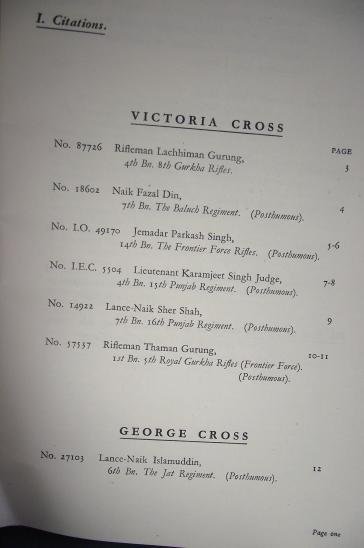 I. Citations.
VICTORIA CROSS
PAGE
No. 87726 Rifleman Lachhiman Gurung, 3
4th Bn. 8th Gurkha Rifles.
No. 18602 Naik Fazal Din, 4
7th Bn. The Baluch Regiment. (Posthumous).
No. I.O. 49170 Jemadar Parkash Singh, 5-6
14th Bn. The Frontier Force Rifles. (Posthumous).
No. I.E.C. 5504 Lieutenant Karamjeet Singh Judge, 7-8
4th Bn. 15th Punjab Regiment. (Posthumous).
No. 14922 Lance-Naik Sher Shah, 9
7th Bn. 16th Punjab Regiment. (Posthumous).
No. 57537 Rifleman Thaman Gurung, 10-11
1st Bn. 5th Royal Gurkha Rifles (Frontier Force).
(Posthumous).
GEORGE CROSS
No. 27103 Lance-Naik Islamuddin, 12
6th Bn. The Jat Regiment. (Posthumous).
Page one